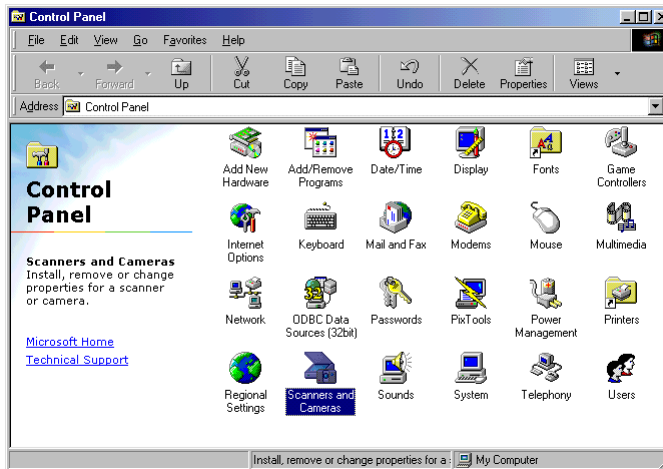 Control Panel
File Edit View Go Favorites Help
Back Forward Up Cut Copy Paste Undo Delete Properties Views
Address Control Panel
Control
Panel
Scanners and Cameras
Install, remove or change
properties for a scanner
or camera.
Microsoft Home
Technical Support
Add New
Hardware
Add/Remove
Programs
Date/Time
Display
Fonts
Game
Controllers
Internet
Options
Keyboard
Mail and Fax
Modems
Mouse
Multimedia
Network
ODBC Data
Sources (32bit)
Passwords
PixTools
Power
Management
Printers
Regional
Settings
Scanners and
Cameras
Sounds
System
Telephony
Users
Install, remove or change properties for a : My Computer